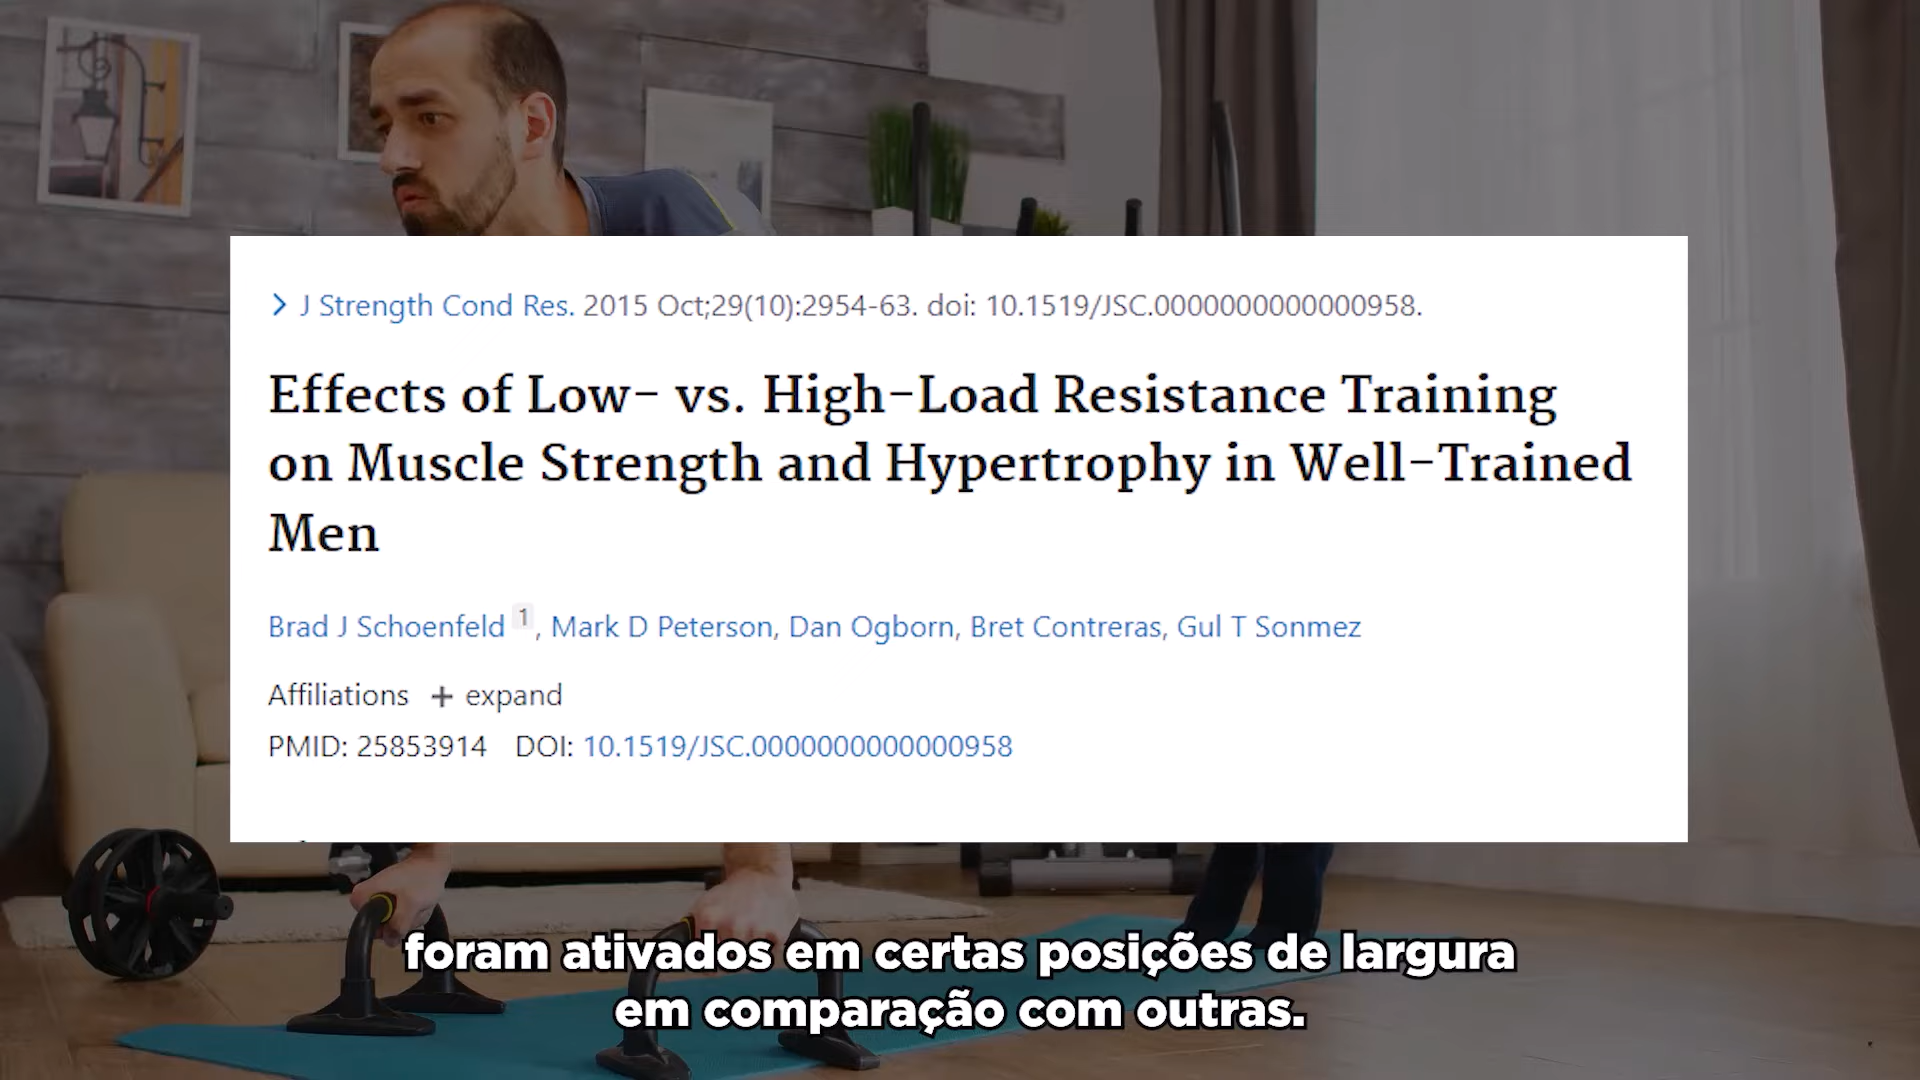 J Strength Cond Res. 2015 Oct;29(10):2954-63. doi: 10.1519/JSC.0000000000000958.
Effects of Low- vs. High-Load Resistance Training
on Muscle Strength and Hypertrophy in Well-Trained
Men
Brad J Schoenfeld 1, Mark D Peterson, Dan Ogborn, Bret Contreras, Gul T Sonmez
Affiliations + expand
PMID: 25853914 DOI: 10.1519/JSC.0000000000000958
foram ativados em certas posições de largura
em comparação com outras.